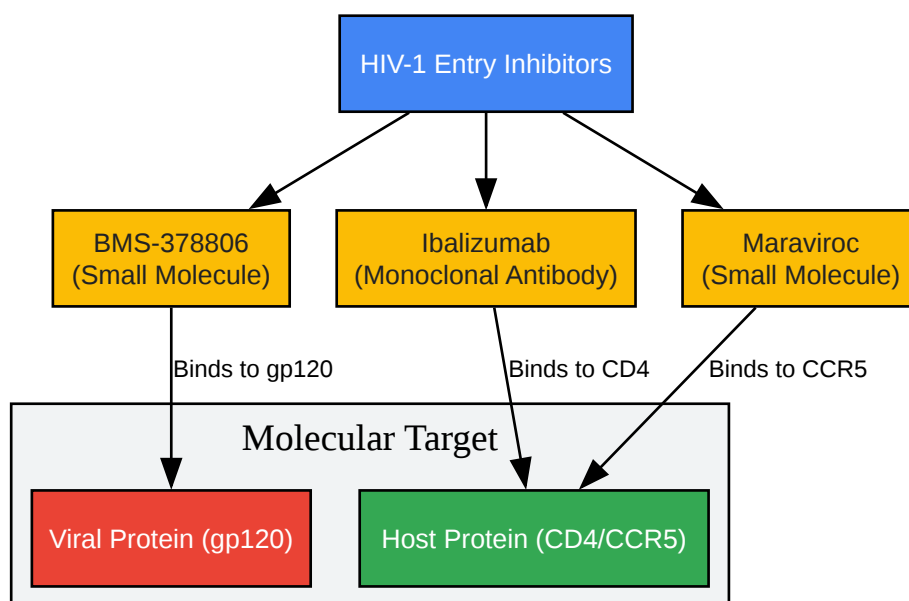 HIV-1 Entry Inhibitors
BMS-378806
(Small Molecule)
Ibalizumab
(Monoclonal Antibody)
Maraviroc
(Small Molecule)
Binds to gp120
Binds to CD4
Binds to CCR5
Molecular Target
Viral Protein (gp120)
Host Protein (CD4/CCR5)